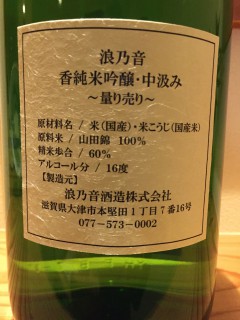 浪乃音
香純米吟醸・中汲み
～量り売り～
原材料名 / 米(国産)・米こうじ(国産米)
原料米 / 山田錦 100%
精米歩合 / 60%
アルコール分 / 16度
【製造元】
浪乃音酒造株式会社
滋賀県大津市本堅田1丁目7番16号
077-573-0002